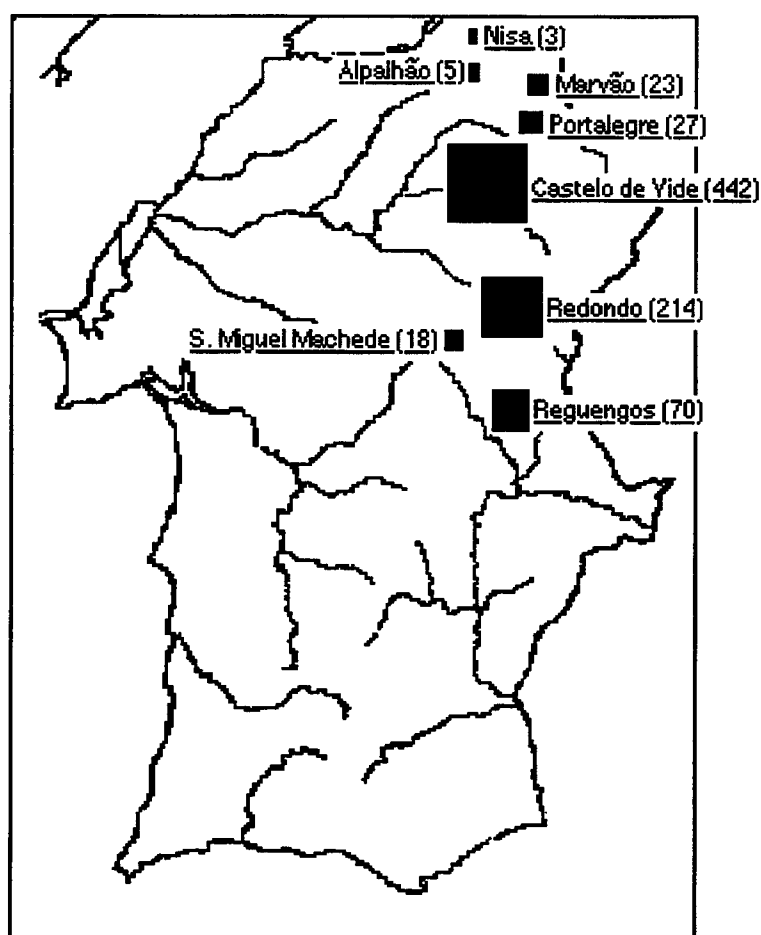 Nisa (3)
Alpalhão (5)
Marvão (23)
Portalegre (27)
Castelo de Vide (442)
Redondo (214)
S. Miguel Machede (18)
Reguengos (70)